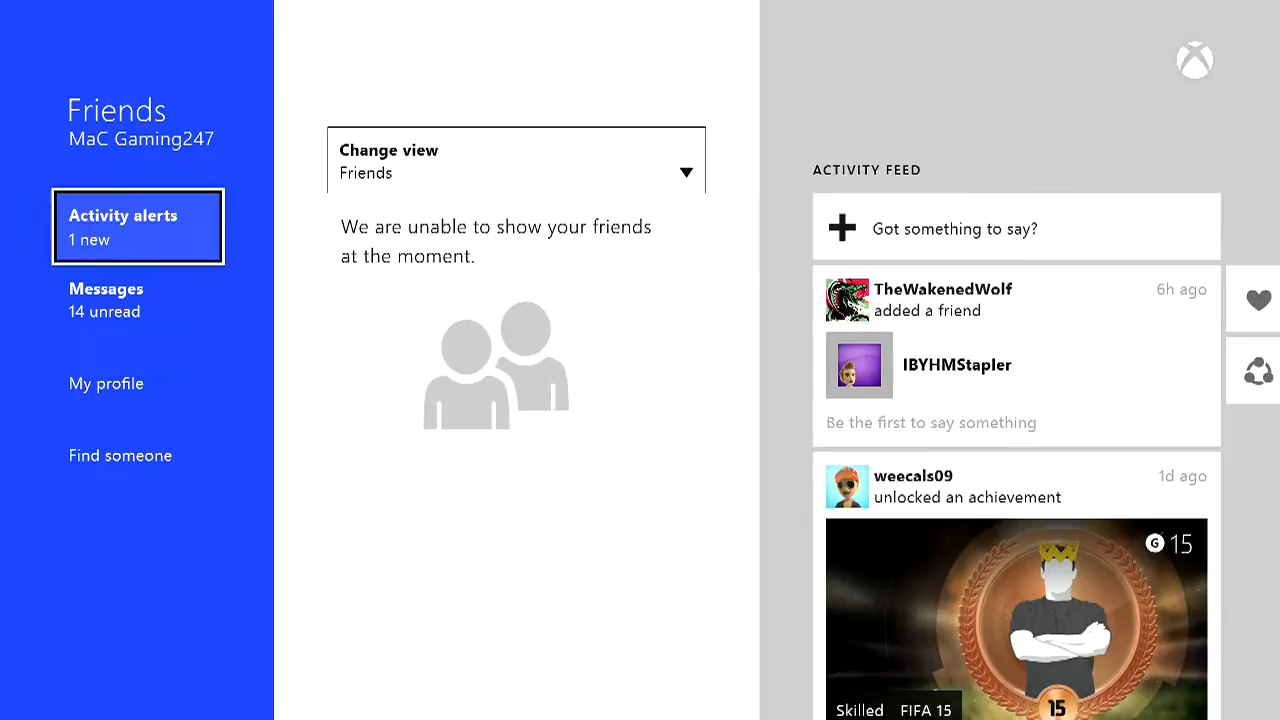 Friends
MaC Gaming247
Activity alerts
1 new
Messages
14 unread
My profile
Find someone
Change view
Friends
We are unable to show your friends
at the moment.
ACTIVITY FEED
Got something to say?
TheWakenedWolf 6h ago
added a friend
IBYHMStapler
Be the first to say something
weecals09 1d ago
unlocked an achievement
G 15
15
Skilled FIFA 15